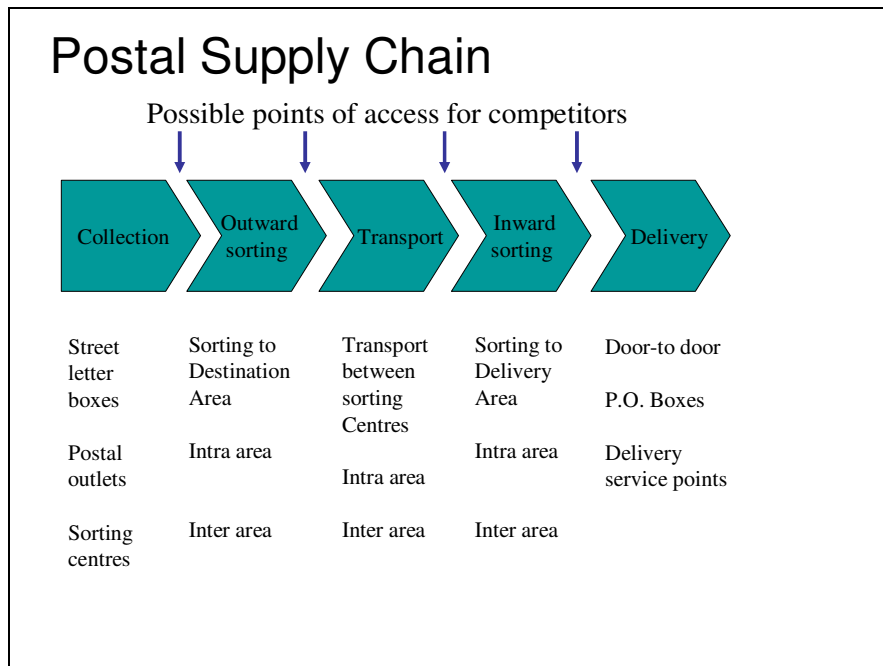 Postal Supply Chain
Possible points of access for competitors
Collection
Outward
sorting
Transport
Inward
sorting
Delivery
Street
letter
boxes
Postal
outlets
Sorting
centres
Sorting to
Destination
Area
Intra area
Inter area
Transport
between
sorting
Centres
Intra area
Inter area
Sorting to
Delivery
Area
Intra area
Inter area
Door-to door
P.O. Boxes
Delivery
service points